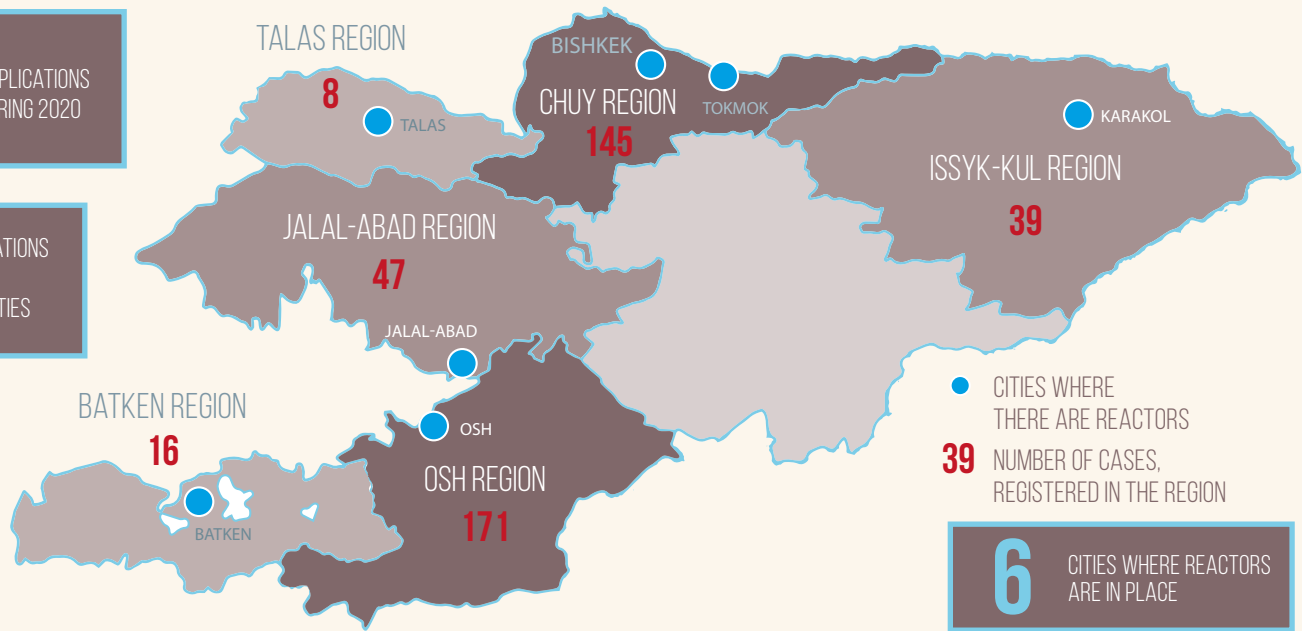 PLICATIONS
RING 2020
ATIONS
TIES
TALAS REGION
8
TALAS
BISHKEK
CHUY REGION
145
TOKMOK
KARAKOL
ISSYK-KUL REGION
39
JALAL-ABAD REGION
47
JALAL-ABAD
BATKEN REGION
16
BATKEN
OSH
OSH REGION
171
CITIES WHERE
THERE ARE REACTORS
39 NUMBER OF CASES,
REGISTERED IN THE REGION
6 CITIES WHERE REACTORS
ARE IN PLACE